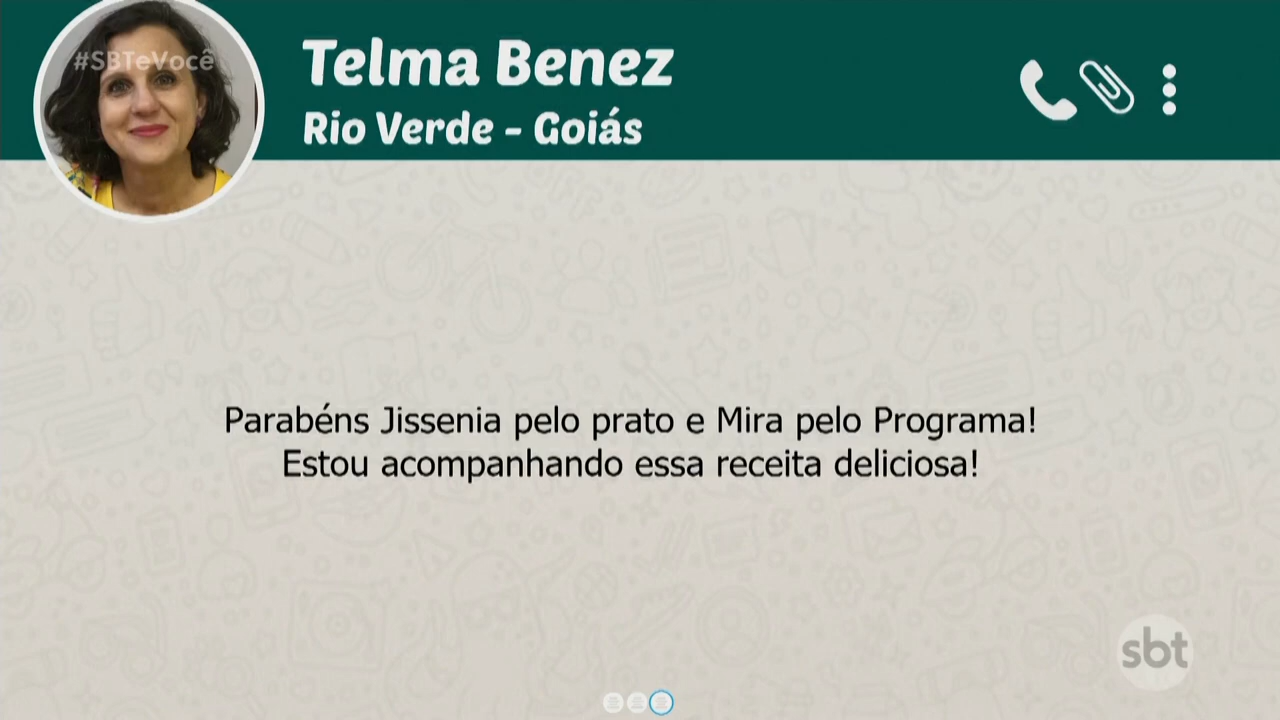 #SBTeVocê
Telma Benez
Rio Verde - Goiás
Parabéns Jissenia pelo prato e Mira pelo Programa!
Estou acompanhando essa receita deliciosa!
sbt